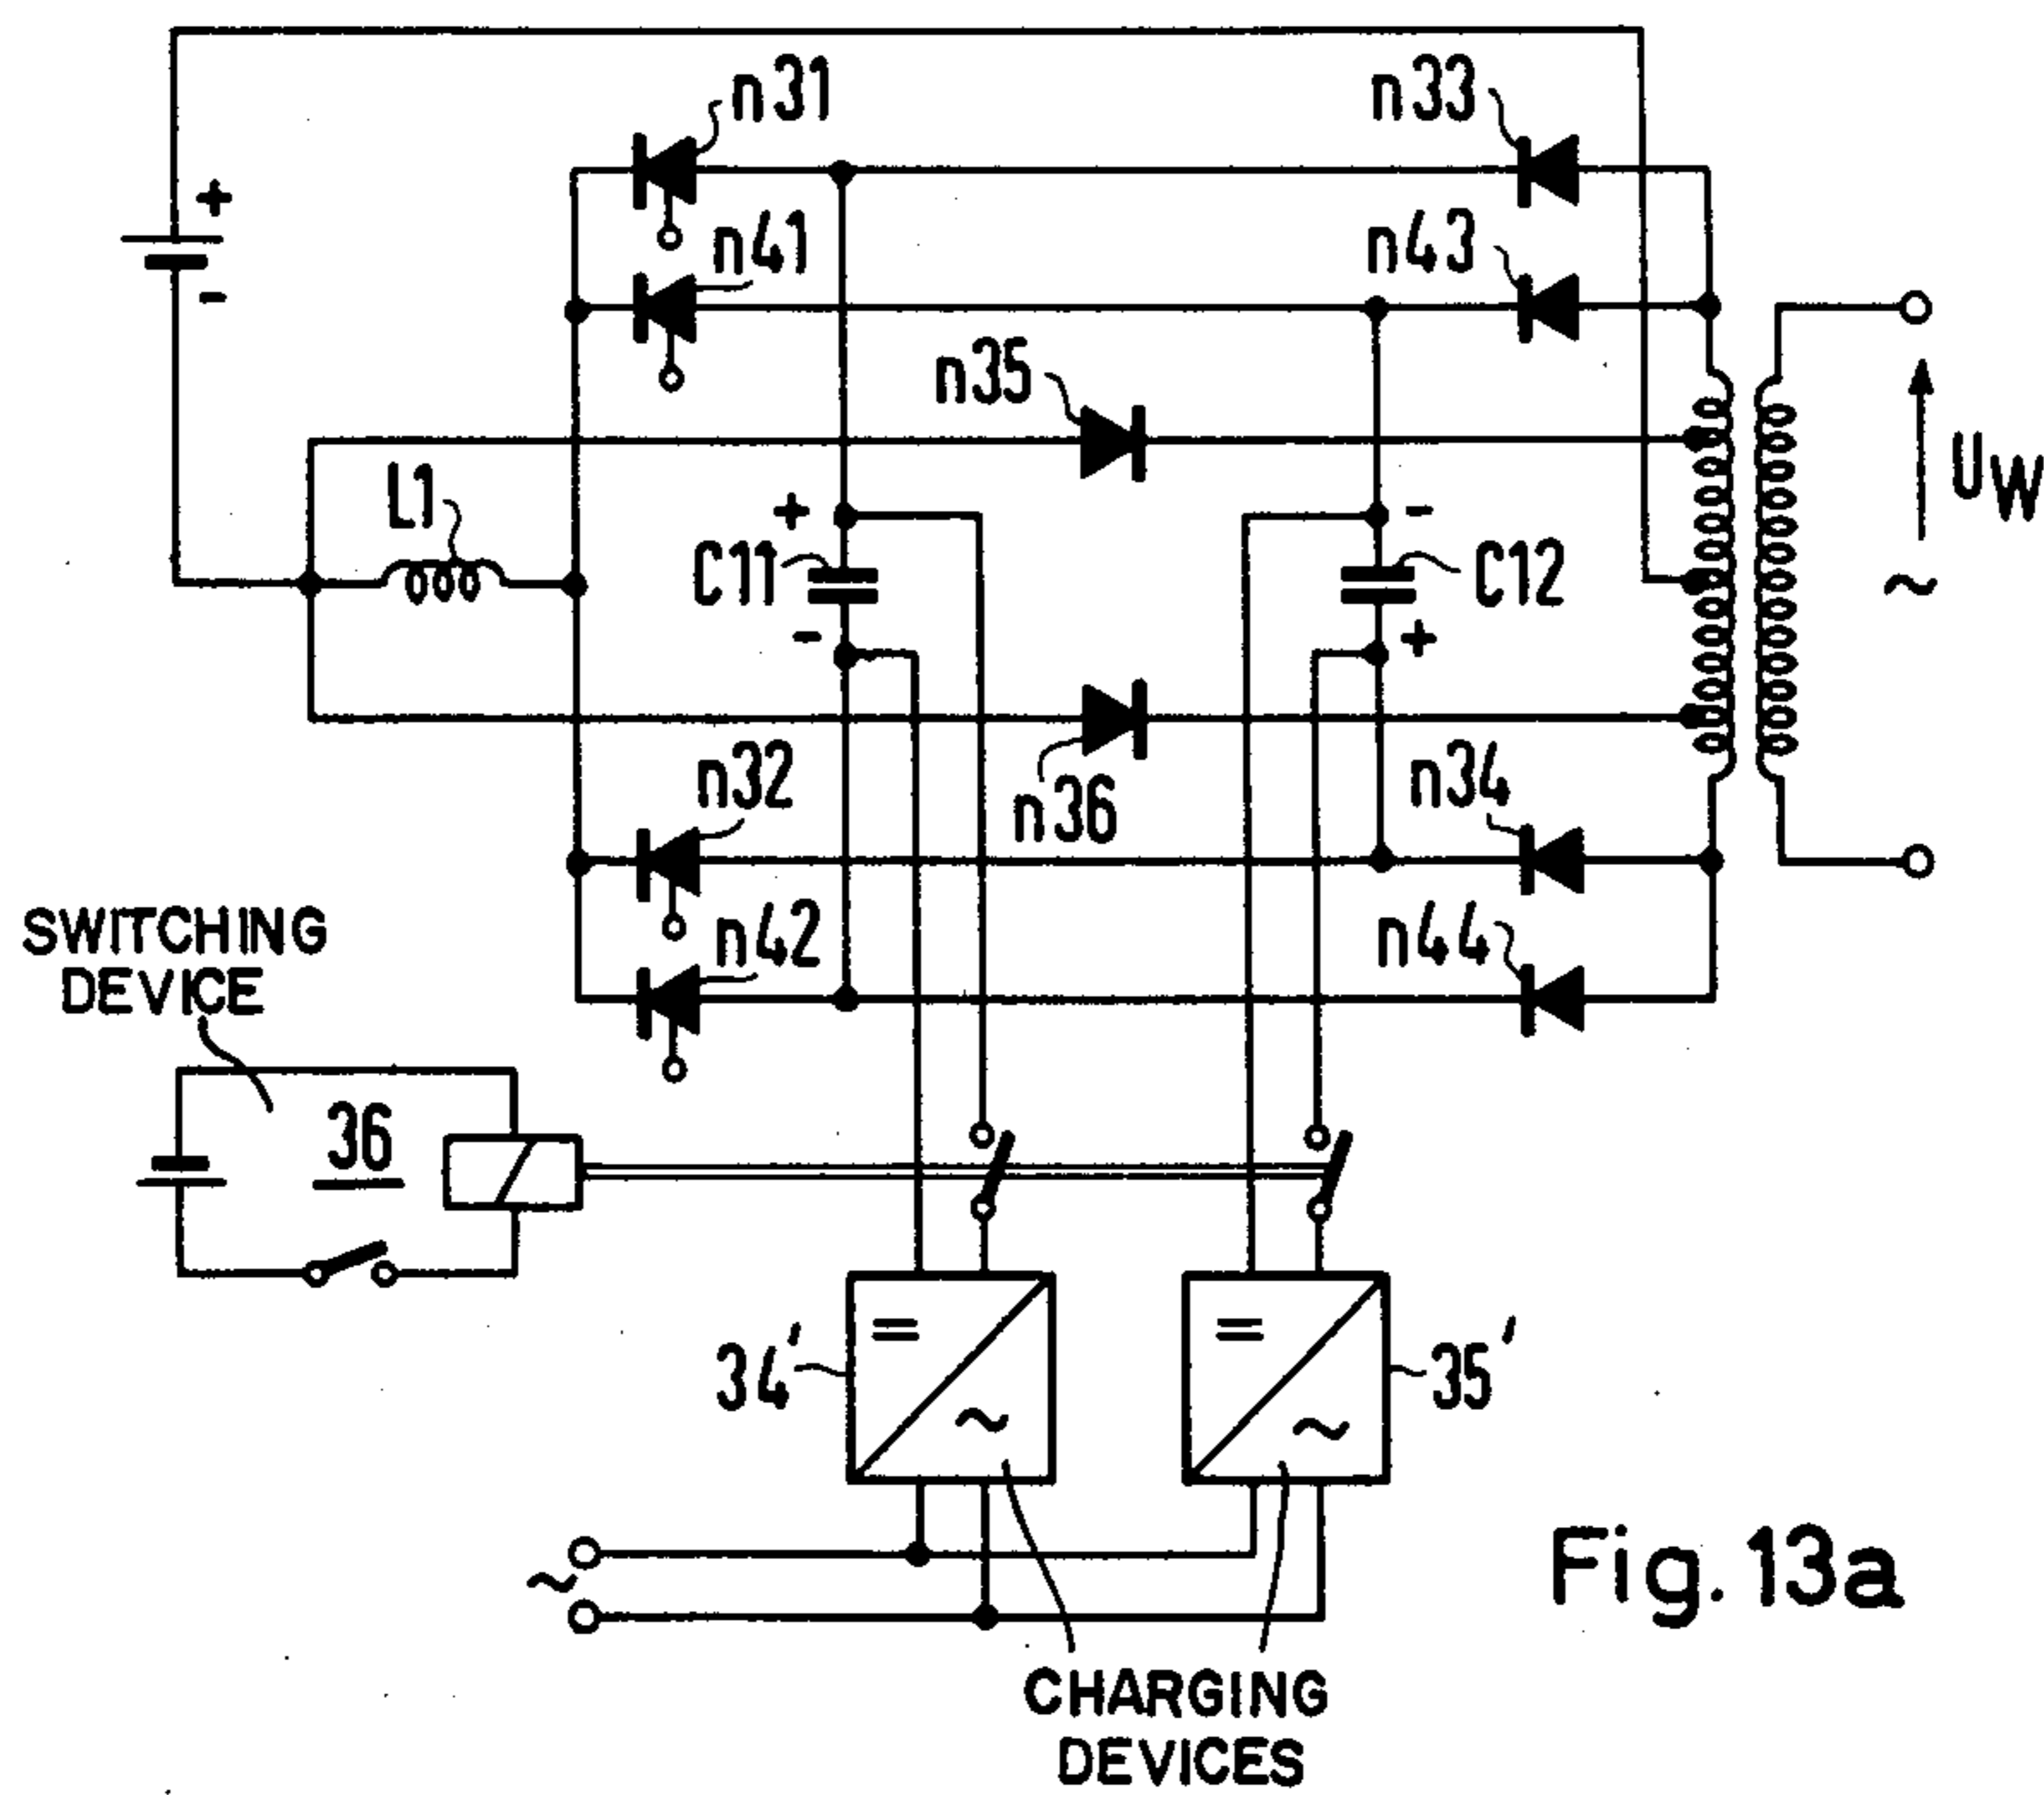 n31
n33
+
n41
n43
-
n35
L1
+
-
U_W
C11
C12
~
-
+
n32
n34
n36
SWITCHING
DEVICE
n42
n44
36
=
=
34'
35'
~
~
~
Fig. 13a
CHARGING
DEVICES